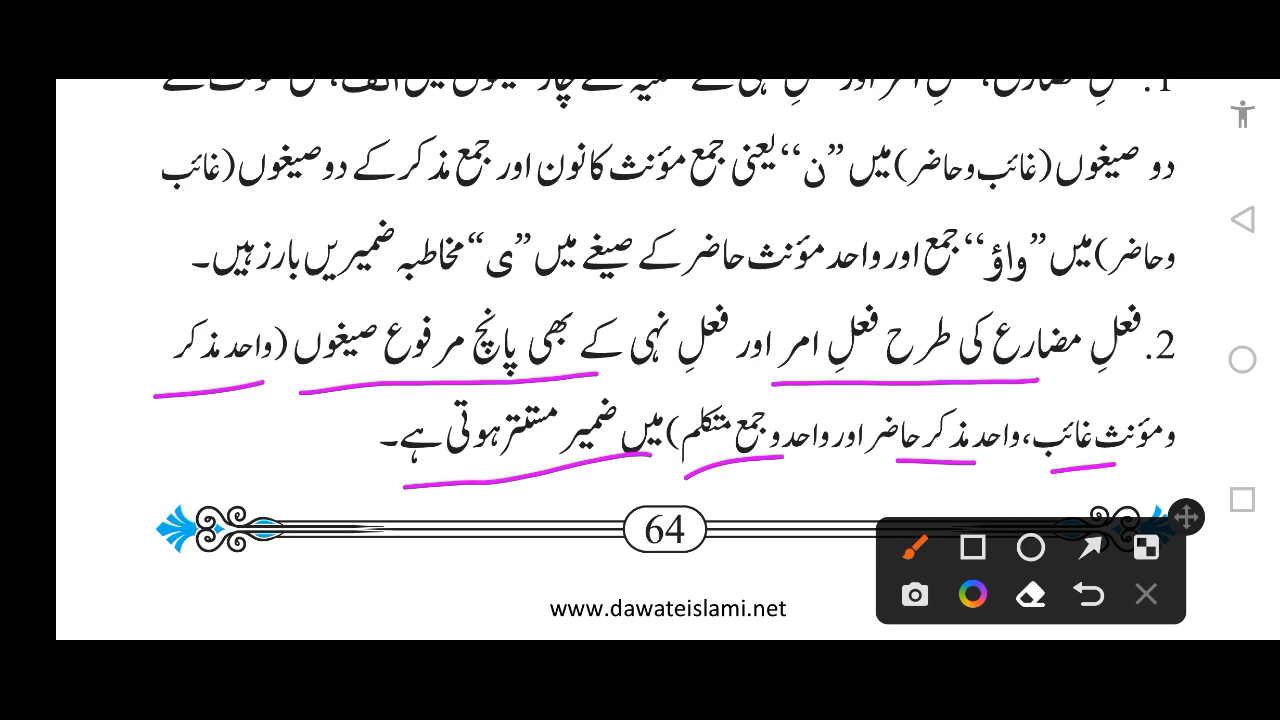 دو صیغوں (غائب و حاضر) میں ”ن“ یعنی جمع مؤنث کا نون اور جمع مذکر کے دو صیغوں (غائب
وحاضر) میں ”واؤ“ جمع اور واحد مؤنث حاضر کے صیغے میں ”ی“ مخاطبہ ضمیریں بارز ہیں۔
2. فعلِ مضارع کی طرح فعلِ امر اور فعلِ نہی کے بھی پانچ مرفوع صیغوں (واحد مذکر
ومؤنث غائب، واحد مذکر حاضر اور واحد و جمع متکلم) میں ضمیر مستتر ہوتی ہے۔
64
www.dawateislami.net